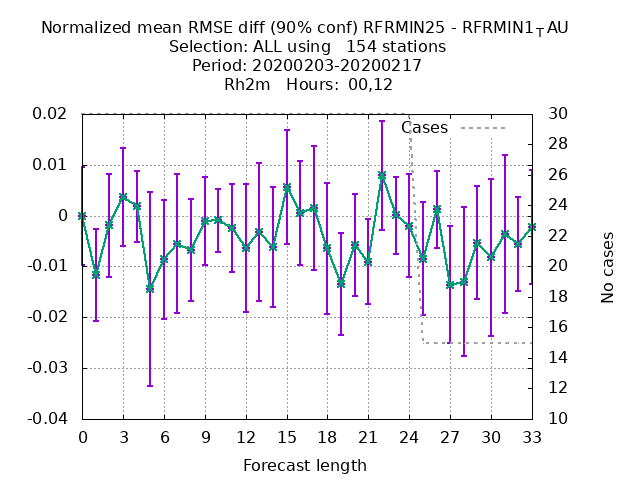 Normalized mean RMSE diff (90% conf) RFRMIN25 - RFRMIN1_TAU
Selection: ALL using   154 stations
Period: 20200203-20200217
Rh2m   Hours:  00,12
Cases
0.02
0.01
0
-0.01
-0.02
-0.03
-0.04
30
28
26
24
22
20
18
16
14
12
10
No cases
0 3 6 9 12 15 18 21 24 27 30 33
Forecast length